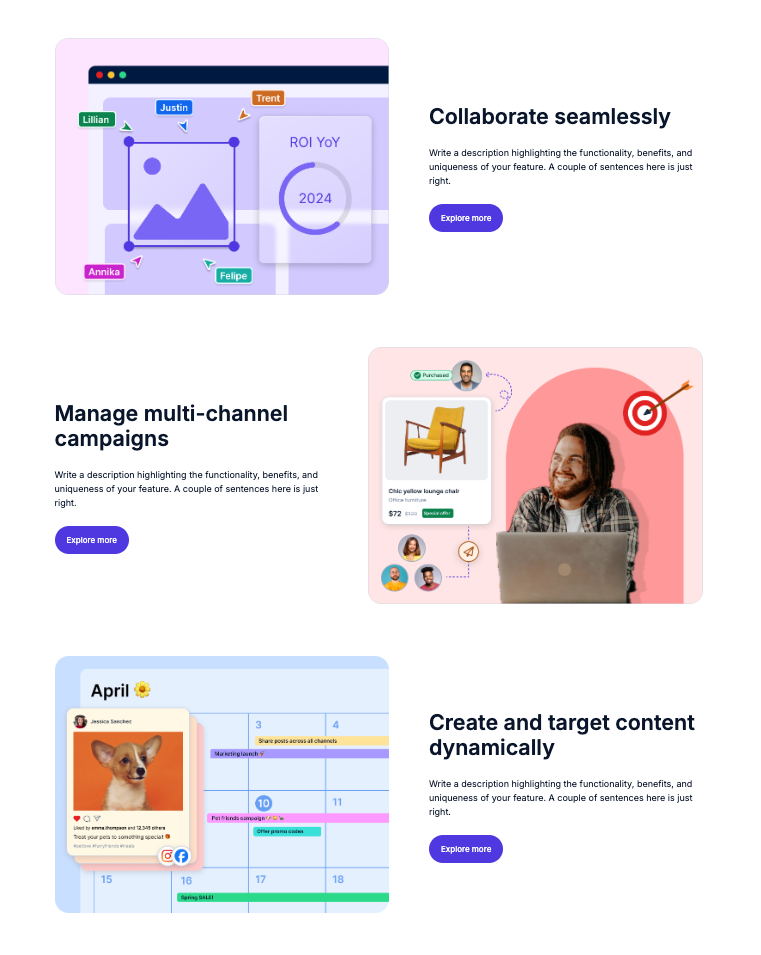 Trent
Justin
Lillian
ROI YoY
2024
Annika
Felipe
Collaborate seamlessly
Write a description highlighting the functionality, benefits, and
uniqueness of your feature. A couple of sentences here is just
right.
Explore more
Manage multi-channel
campaigns
Write a description highlighting the functionality, benefits, and
uniqueness of your feature. A couple of sentences here is just
right.
Explore more
Purchased
Chic yellow lounge chair
Office furniture
$72
Special offer
April
Jessica Sanchez
Liked by emma.thompson and 12,345 others
Treat your pets to something special!
3
4
Share posts across all channels
Marketing launch
10
11
Pet friends campaign
Offer promo codes
15
16
17
18
Spring SALE!
Create and target content
dynamically
Write a description highlighting the functionality, benefits, and
uniqueness of your feature. A couple of sentences here is just
right.
Explore more